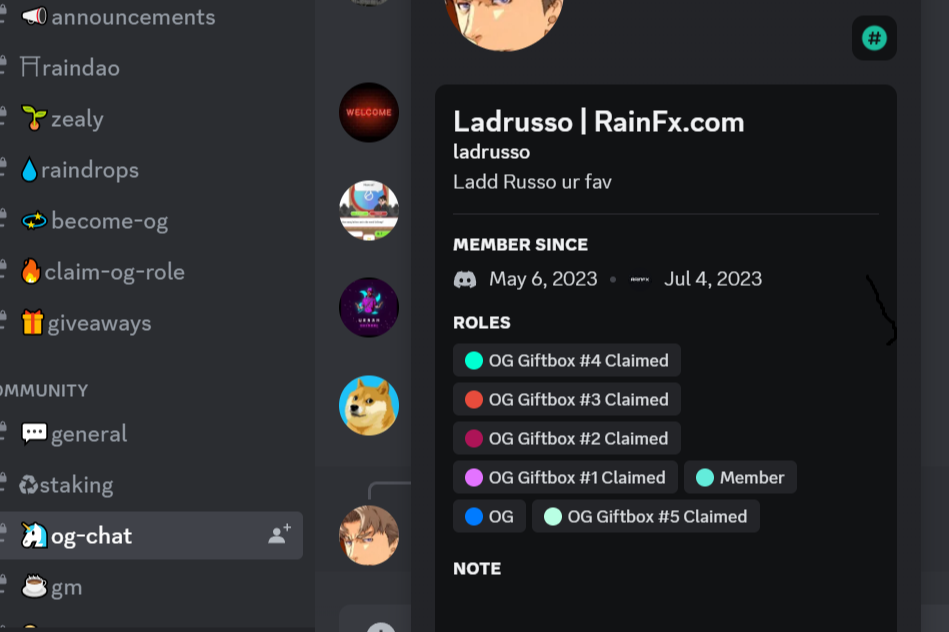 announcements
raindao
zealy
raindrops
become-og
claim-og-role
giveaways
OMMUNITY
general
staking
og-chat
gm
WELCOME
Ladrusso | RainFx.com
ladrusso
Ladd Russo ur fav
MEMBER SINCE
May 6, 2023 • RAINFX Jul 4, 2023
ROLES
OG Giftbox #4 Claimed
OG Giftbox #3 Claimed
OG Giftbox #2 Claimed
OG Giftbox #1 Claimed Member
OG OG Giftbox #5 Claimed
NOTE